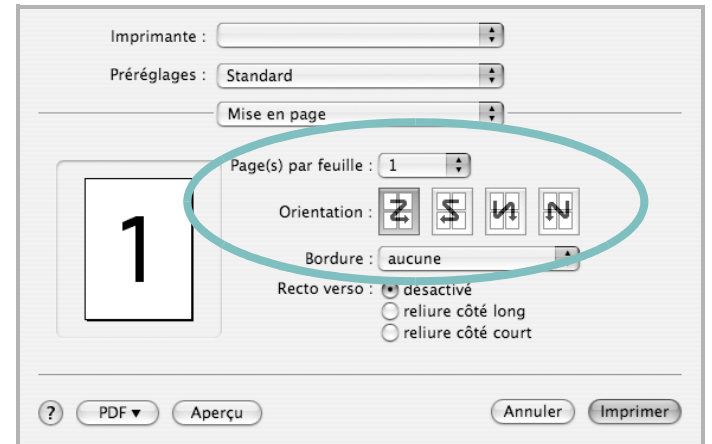 Imprimante :
Préréglages : Standard
Mise en page
Page(s) par feuille : 1
Orientation :
Bordure : aucune
Recto verso : désactivé
reliure côté long
reliure côté court
1
? PDF ▼ Aperçu Annuler Imprimer